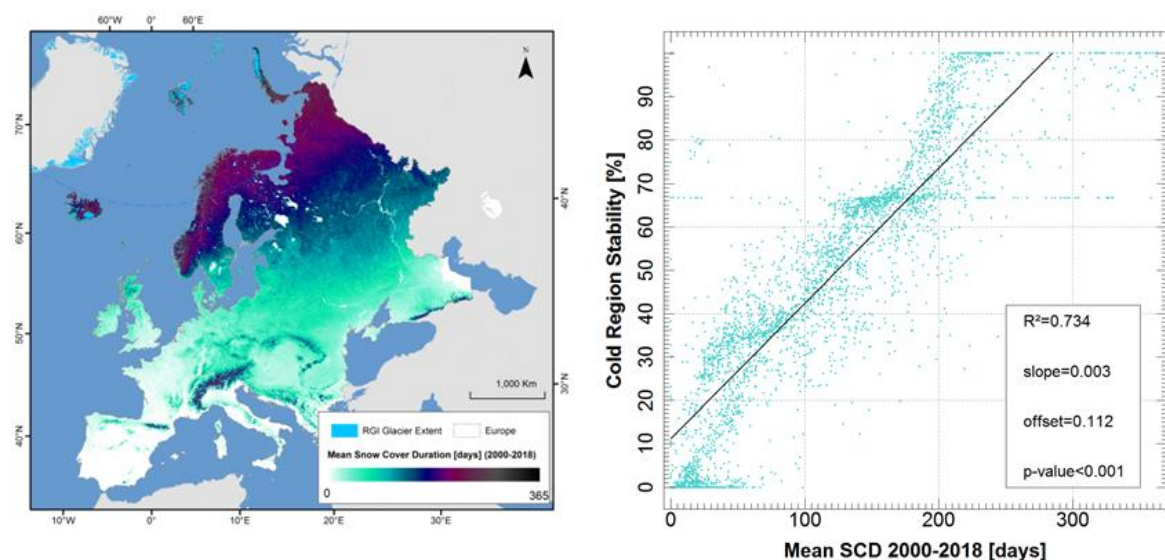 60°W 0° 60°E
N
70°N
60°N
50°N
40°N
40°N
30°N
1,000 Km
RGI Glacier Extent Europe
Mean Snow Cover Duration [days] (2000-2018)
0 365
10°W 0° 10°E 20°E 30°E
Cold Region Stability [%]
90
80
70
60
50
40
30
20
10
0
R²=0.734
slope=0.003
offset=0.112
p-value<0.001
0 100 200 300
Mean SCD 2000-2018 [days]